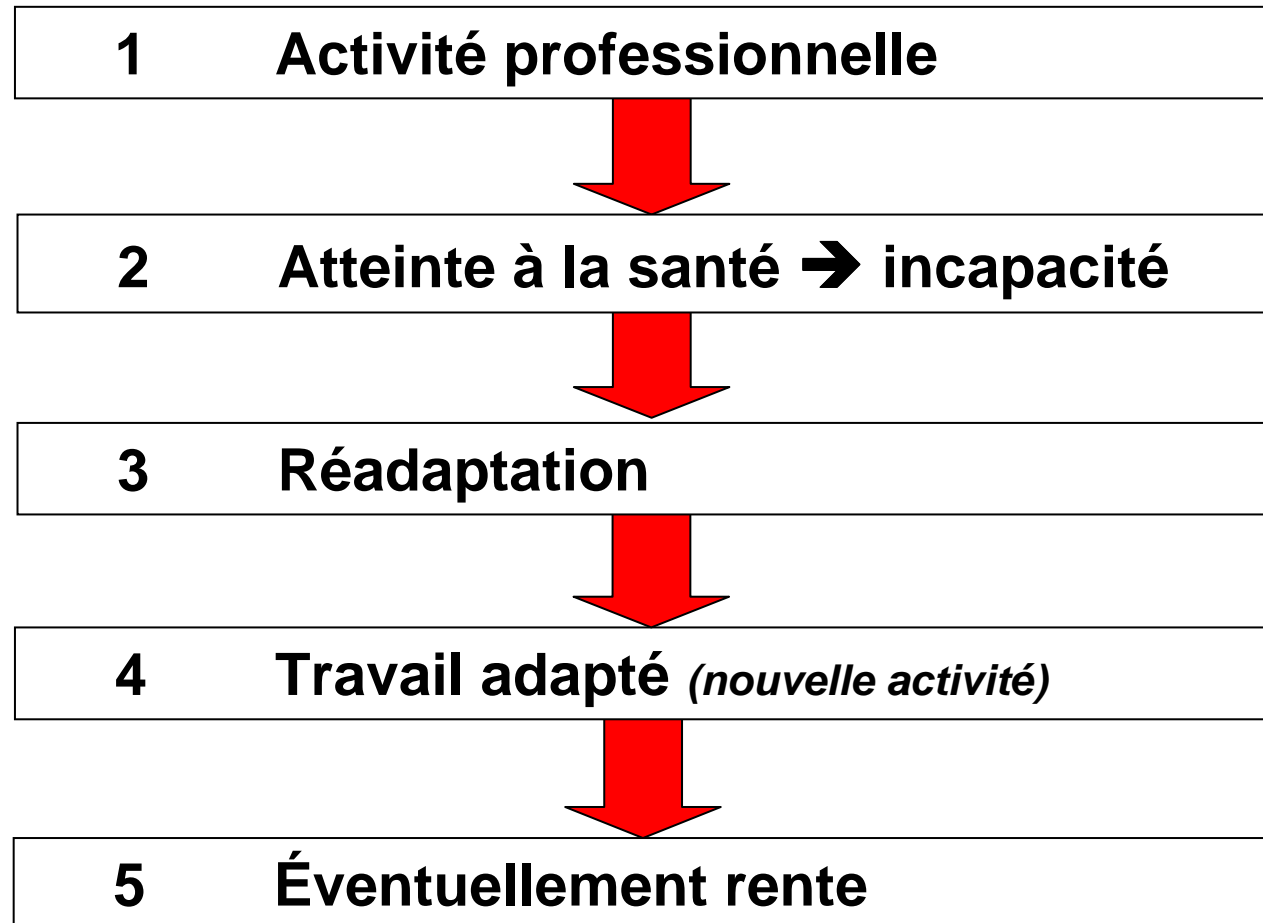 1 Activité professionnelle
2 Atteinte à la santé ➔ incapacité
3 Réadaptation
4 Travail adapté (nouvelle activité)
5 Éventuellement rente